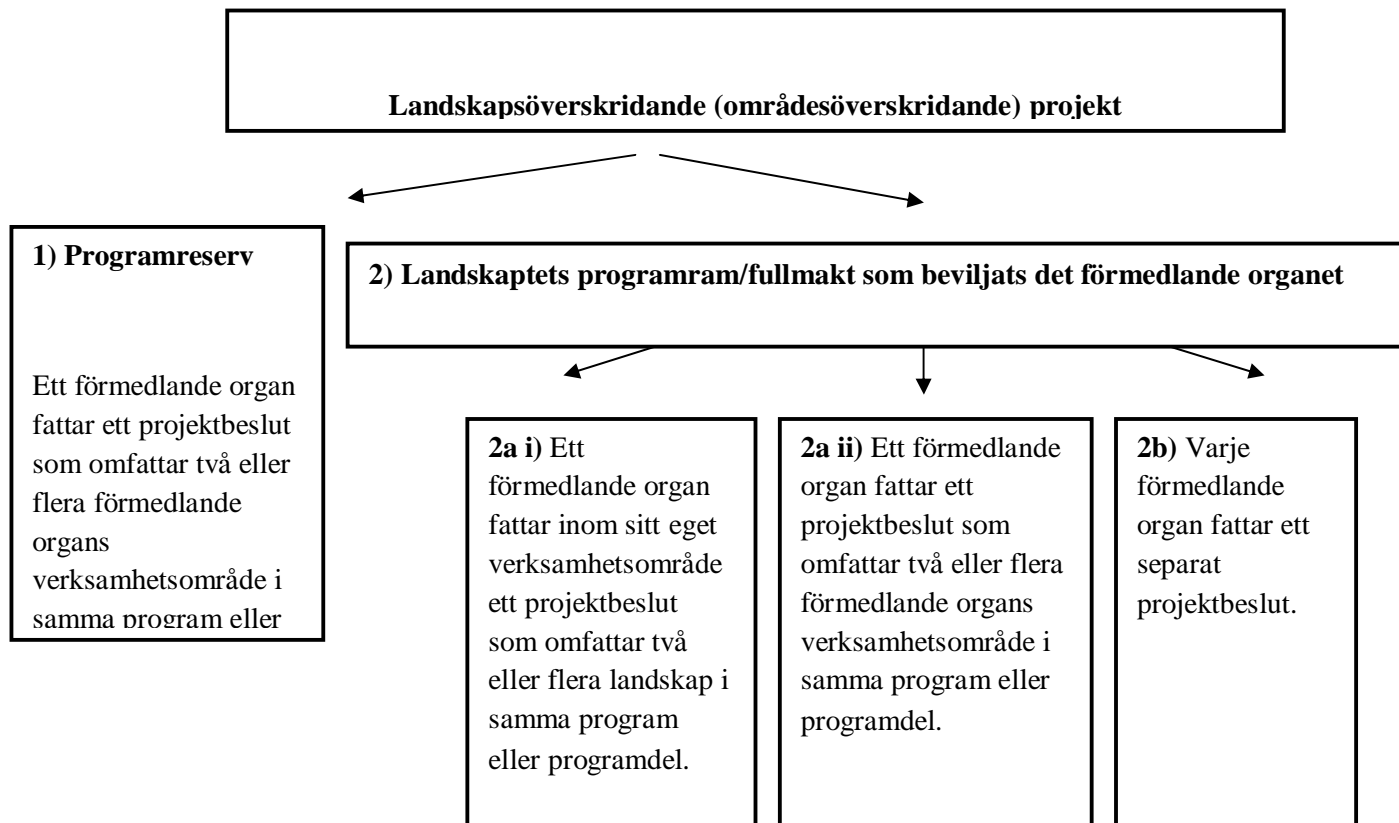 Landskapsöverskridande (områdesöverskridande) projekt
1) Programreserv
Ett förmedlande organ
fattar ett projektbeslut
som omfattar två eller
flera förmedlande
organs
verksamhetsområde i
samma program eller
2) Landskaptets programram/fullmakt som beviljats det förmedlande organet
2a i) Ett
förmedlande organ
fattar inom sitt eget
verksamhetsområde
ett projektbeslut
som omfattar två
eller flera landskap i
samma program
eller programdel.
2a ii) Ett förmedlande
organ fattar ett
projektbeslut som
omfattar två eller flera
förmedlande organs
verksamhetsområde i
samma program eller
programdel.
2b) Varje
förmedlande
organ fattar ett
separat
projektbeslut.